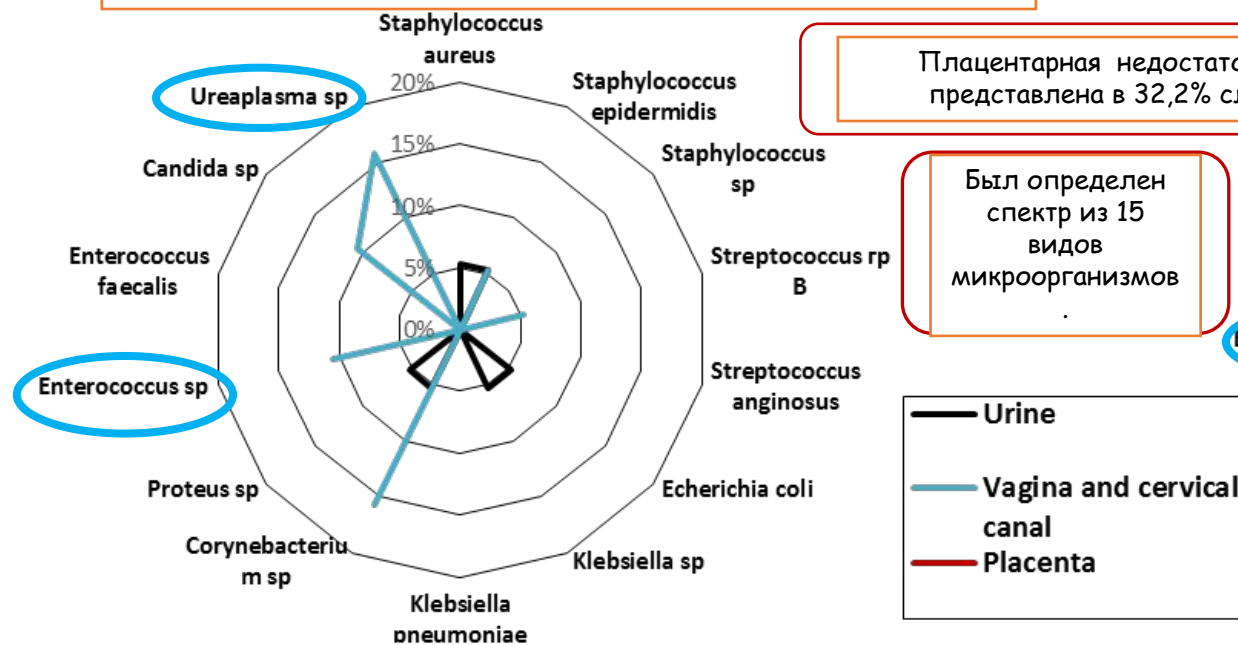 Staphylococcus
aureus
20%
Ureaplasma sp
Staphylococcus
epidermidis
15%
Candida sp
Staphylococcus
sp
10%
Enterococcus
faecalis
Streptococcus rp
B
5%
0%
Enterococcus sp
Streptococcus
anginosus
Proteus sp
Echerichia coli
Corynebacteriu
m sp
Klebsiella sp
Klebsiella
pneumoniae
Плацентарная недостато
представлена в 32,2% сл
Был определен
спектр из 15
видов
микроорганизмов
.
Urine
Vagina and cervical
canal
Placenta